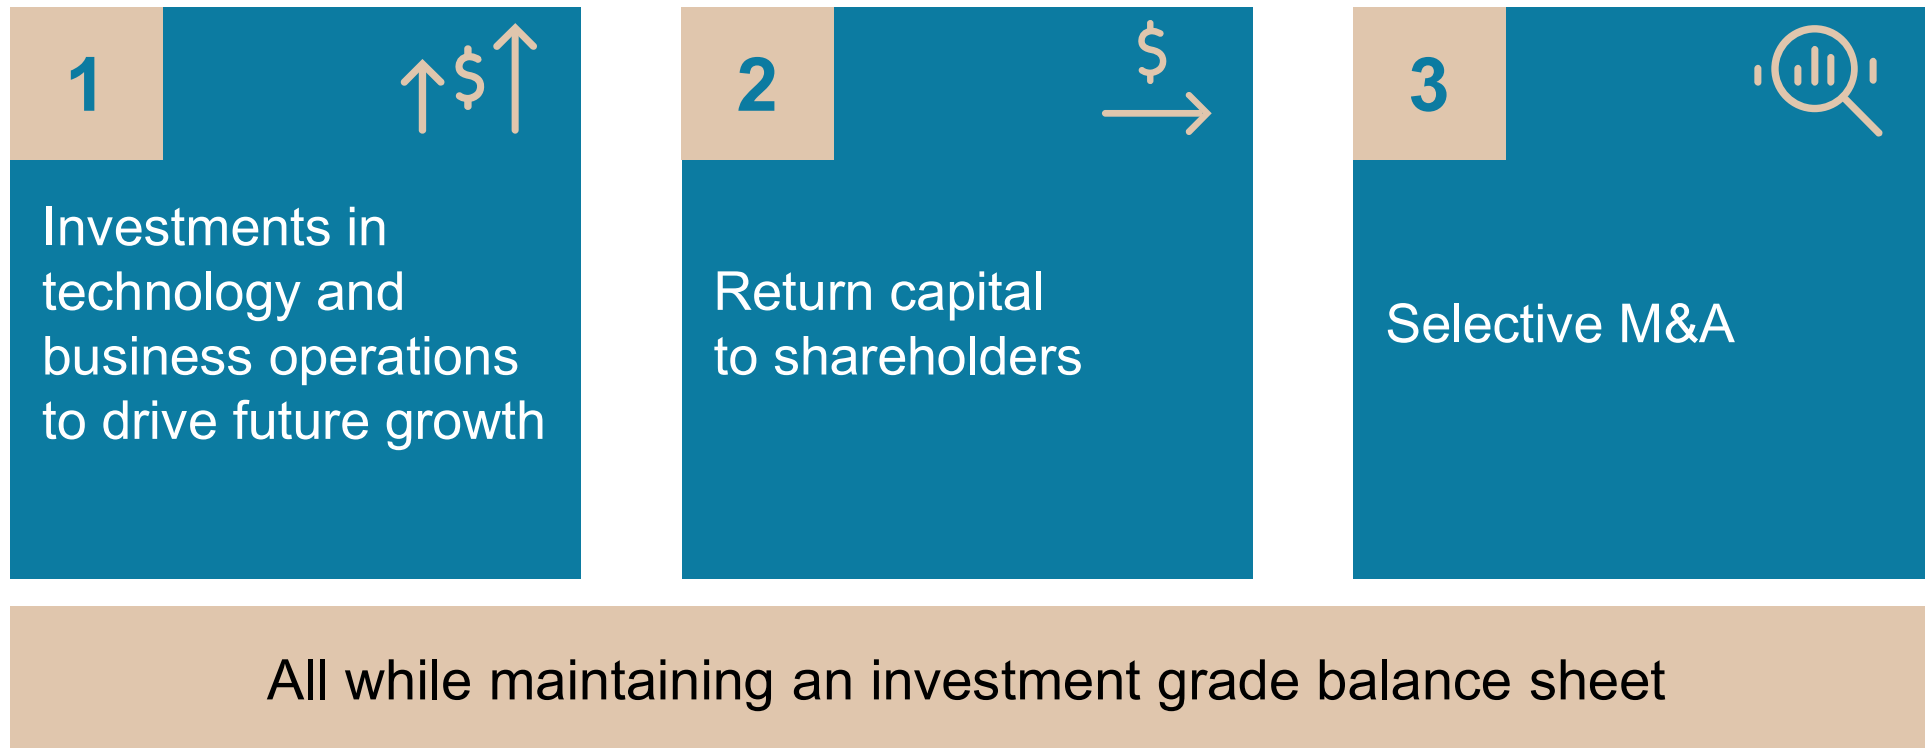 1
Investments in
technology and
business operations
to drive future growth
$
2
Return capital
to shareholders
$
3
Selective M&A
All while maintaining an investment grade balance sheet